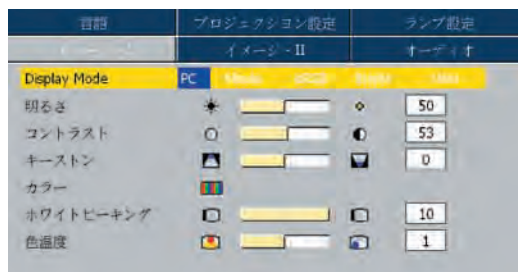 言語 プロジェクション設定 ランプ設定
イメージ - II オーディオ
Display Mode PC
明るさ 50
コントラスト 53
キーストン 0
カラー
ホワイトピーキング 10
色温度 1